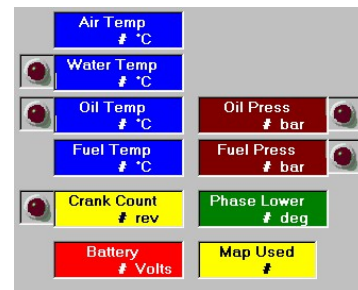 Air Temp
# °C
Water Temp
# °C
Oil Temp
# °C
Oil Press
# bar
Fuel Temp
# °C
Fuel Press
# bar
Crank Count
# rev
Phase Lower
# deg
Battery
# Volts
Map Used
#